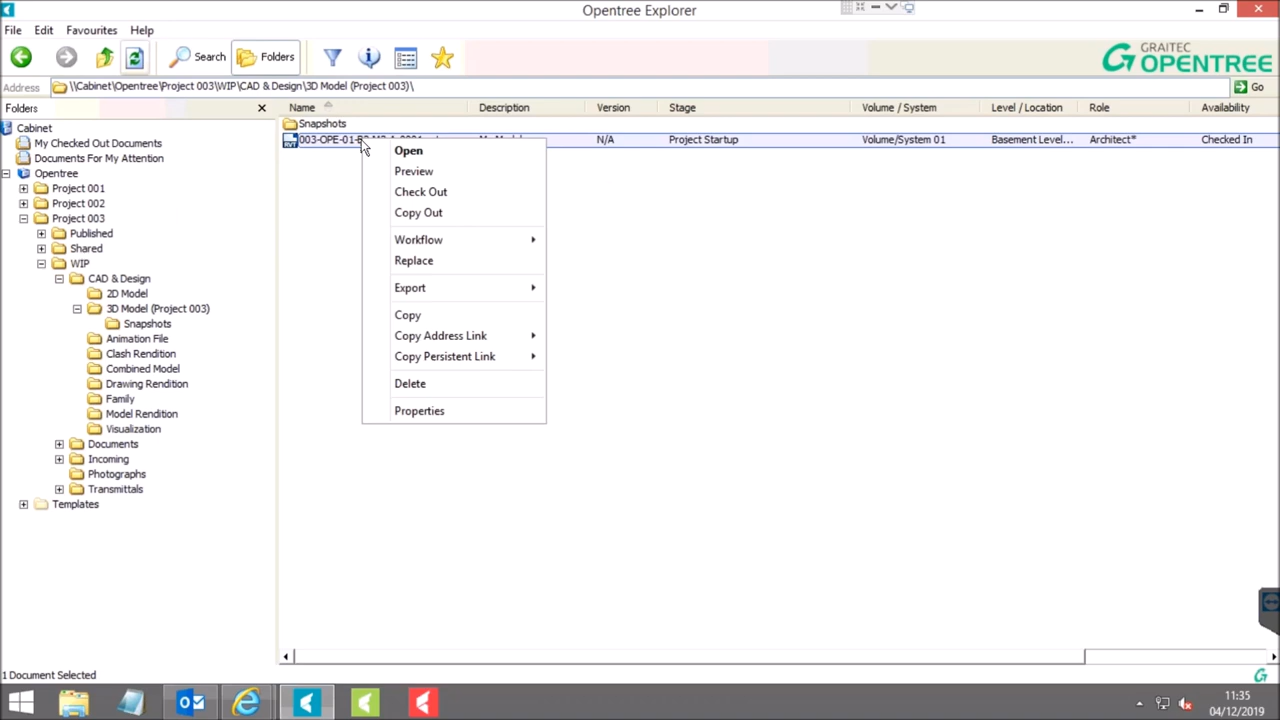 Opentree Explorer
File Edit Favourites Help
Search Folders
GRAITEC
OPENTREE
Address \\Cabinet\Opentree\Project 003\WIP\CAD & Design\3D Model (Project 003)\ Go
Folders
Name Description Version Stage Volume / System Level / Location Role Availability
Cabinet
My Checked Out Documents
Documents For My Attention
Opentree
Project 001
Project 002
Project 003
Published
Shared
WIP
CAD & Design
2D Model
3D Model (Project 003)
Snapshots
Animation File
Clash Rendition
Combined Model
Drawing Rendition
Family
Model Rendition
Visualization
Documents
Incoming
Photographs
Transmittals
Templates
Snapshots
N/A Project Startup Volume/System 01 Basement Level... Architect* Checked In
Open
Preview
Check Out
Copy Out
Workflow
Replace
Export
Copy
Copy Address Link
Copy Persistent Link
Delete
Properties
1 Document Selected
11:35
04/12/2019